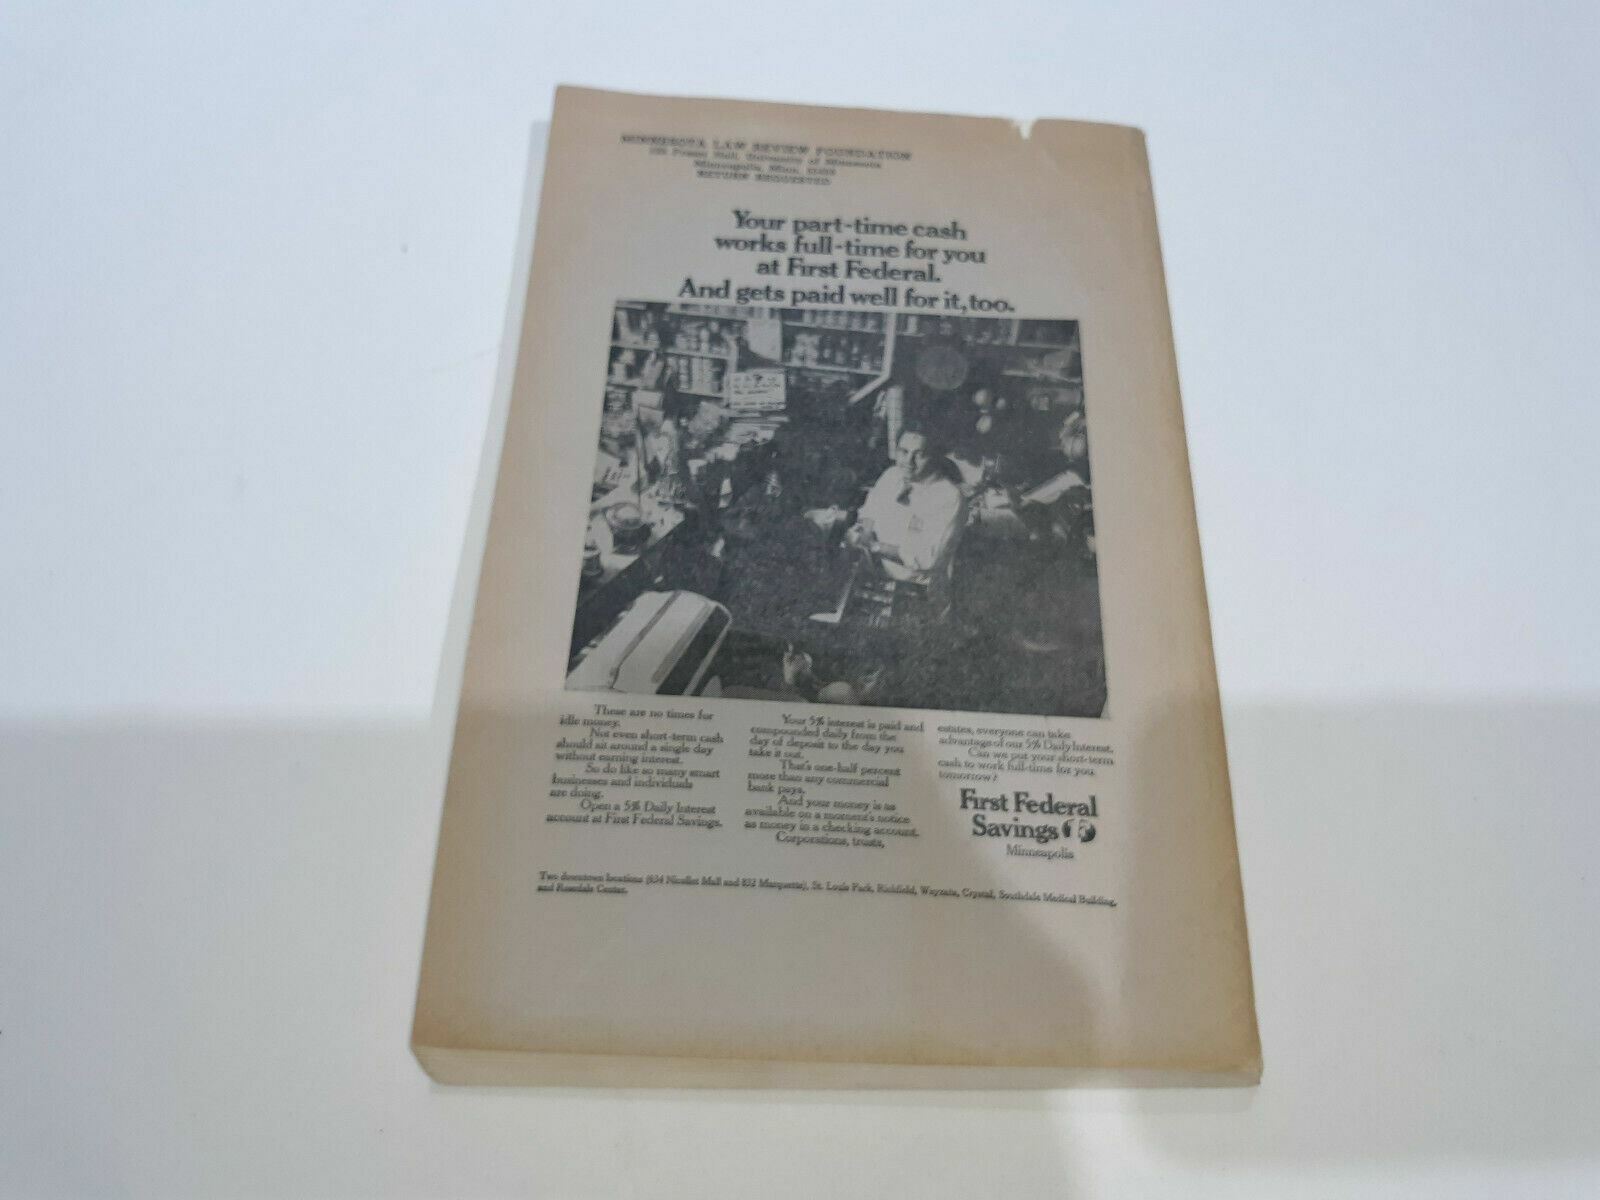 MINNESOTA LAW REVIEW FOUNDATION
Hall, University of Minnesota
Minneapolis, Minn.
RETURN REQUESTED
Your part-time cash
works full-time for you
at First Federal.
And gets paid well for it, too.
These are no times for
idle money.
Not even short-term cash
should sit around a single day
without earning interest.
So do like so many smart
businesses and individuals
are doing.
Open a 5% Daily Interest
account at First Federal Savings.
Your 5% interest is paid and
compounded daily from the
day of deposit to the day you
take it out.
That's one-half percent
more than any commercial
bank pays.
And your money is as
available on a moment's notice
as money in a checking account.
Corporations, trusts,
estates, everyone can take
advantage of our 5% Daily Interest.
Can we put your short-term
cash to work full-time for you
tomorrow?
First Federal
Savings
Minneapolis
Two downtown locations (634 Nicollet Mall and 832 Marquette), St. Louis Park, Richfield, Wayzata, Crystal, Southdale Medical Building,
and Rosedale Center.